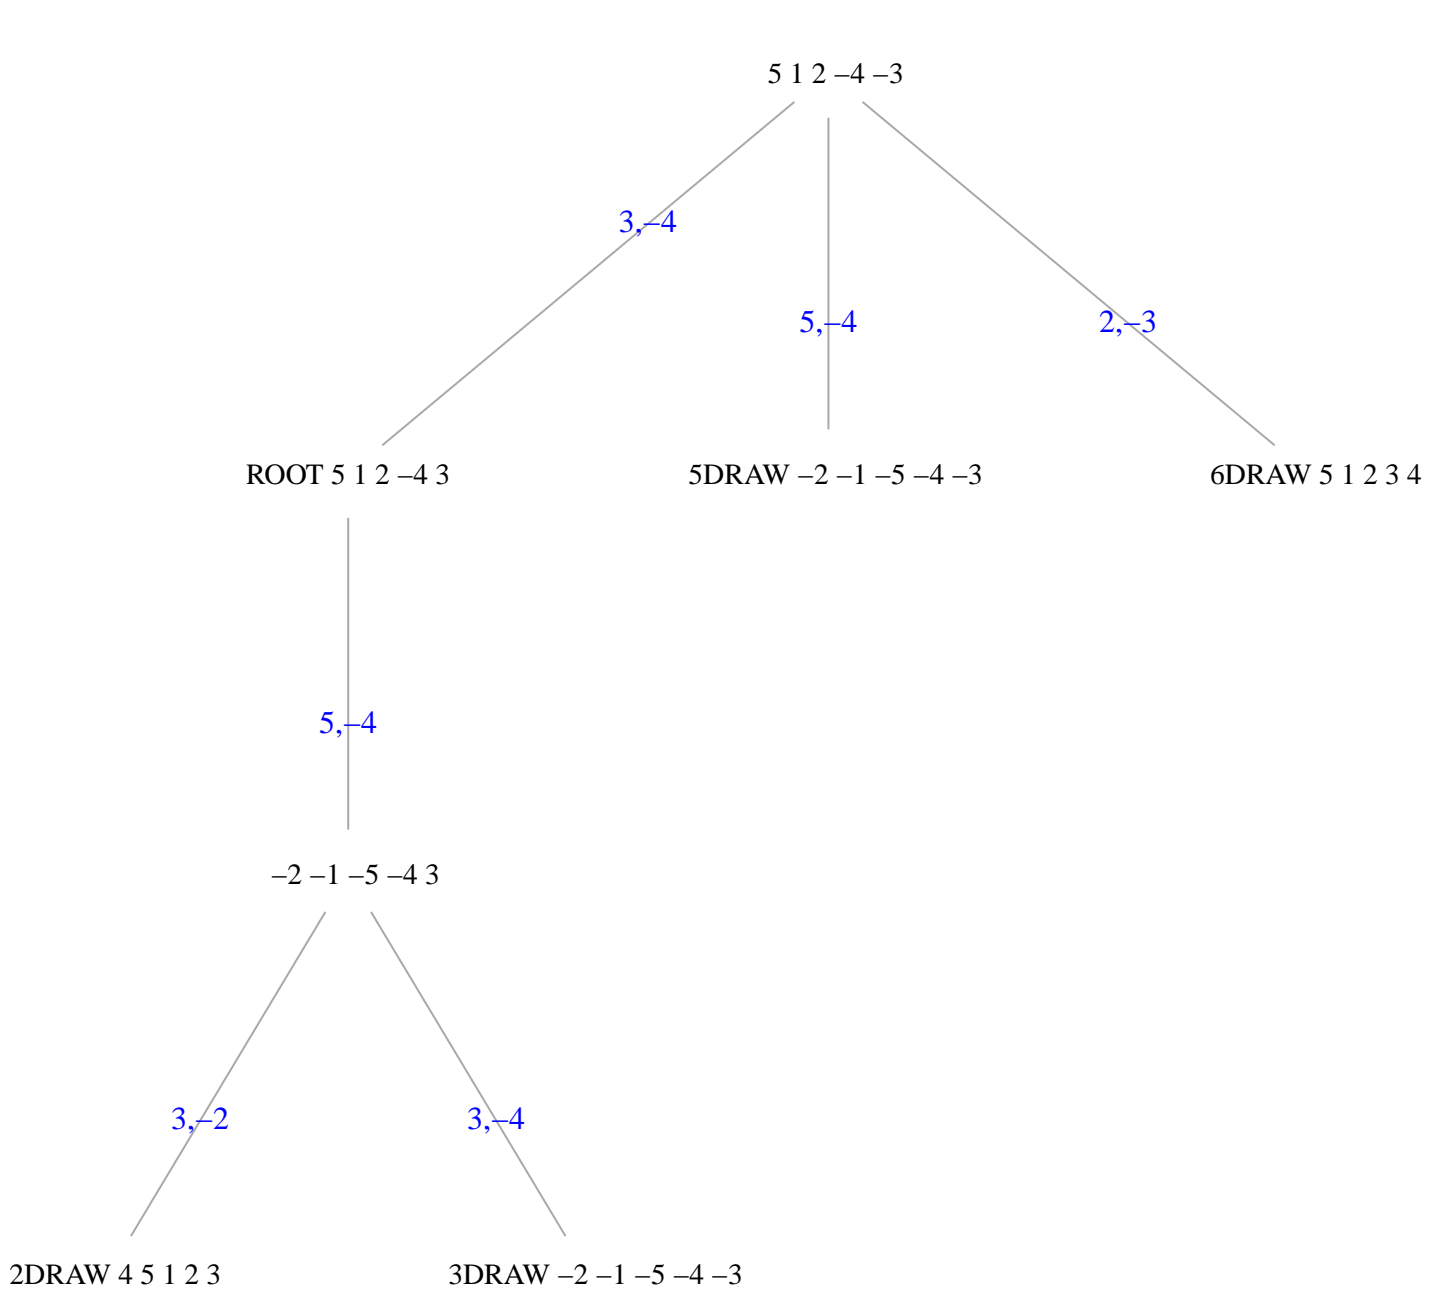 5 1 2 –4 –3
3,–4
5,–4
2,–3
ROOT 5 1 2 –4 3
5DRAW –2 –1 –5 –4 –3
6DRAW 5 1 2 3 4
5,–4
–2 –1 –5 –4 3
3,–2
3,–4
2DRAW 4 5 1 2 3
3DRAW –2 –1 –5 –4 –3